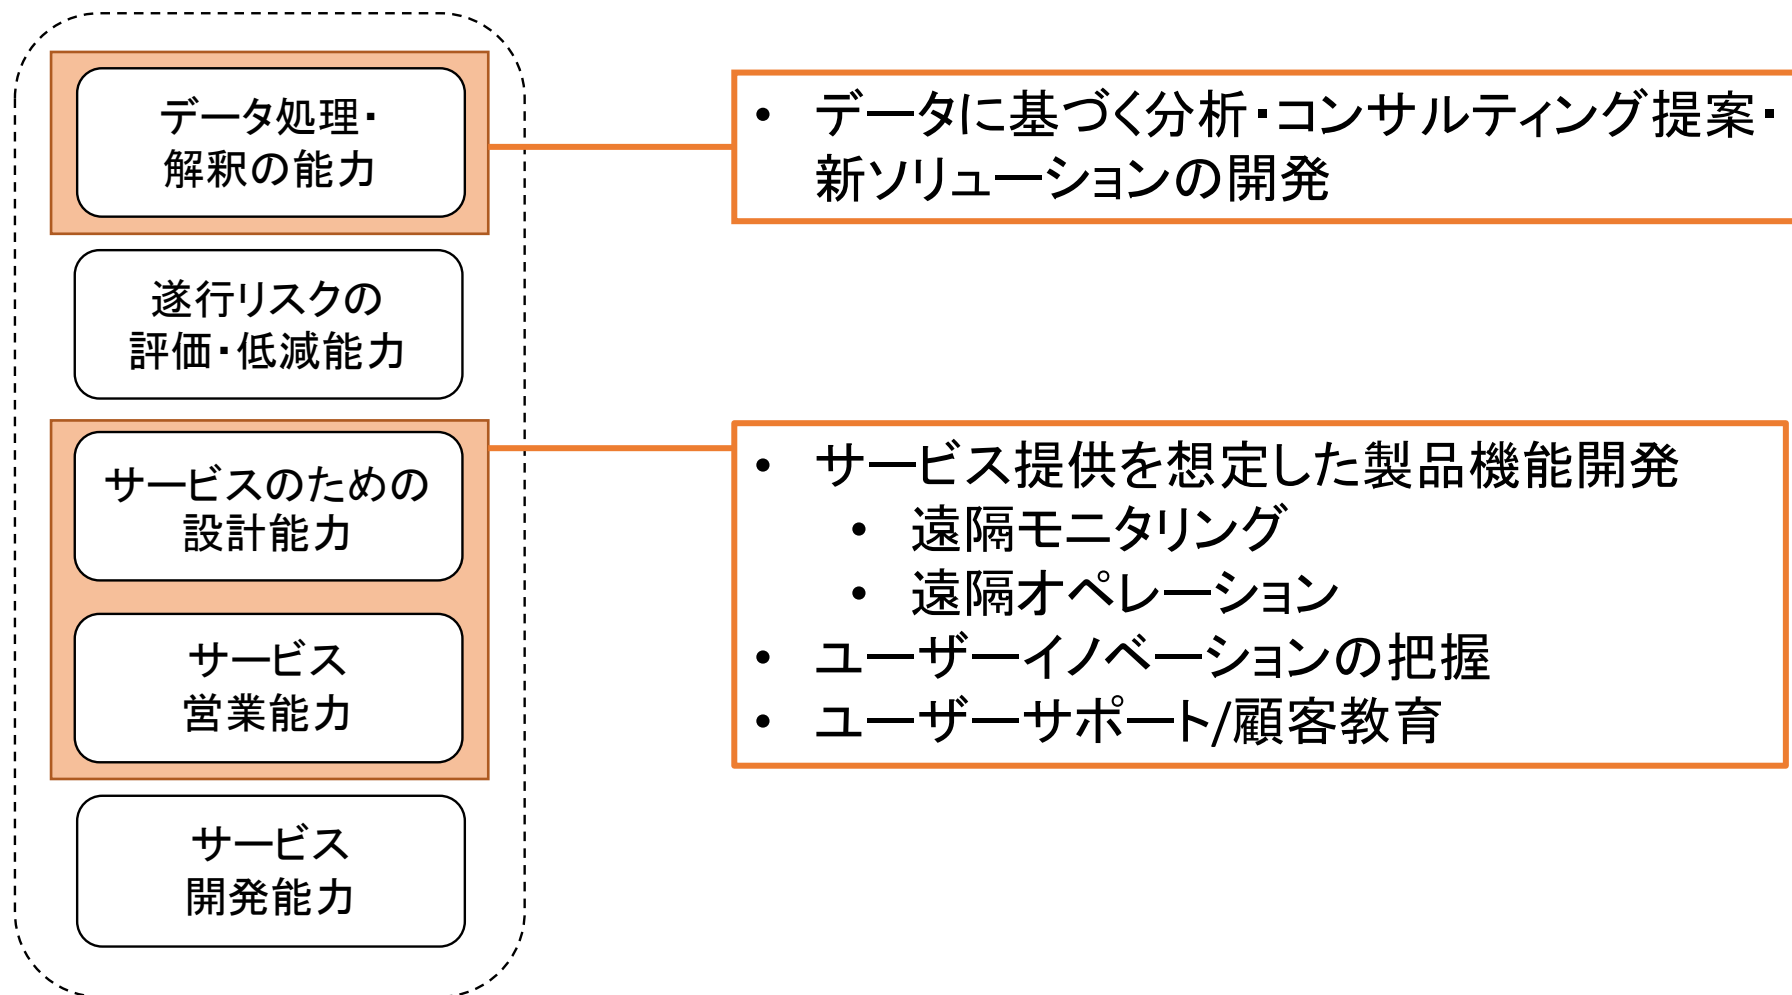 データ処理・
解釈の能力
遂行リスクの
評価・低減能力
サービスのための
設計能力
サービス
営業能力
サービス
開発能力
• データに基づく分析・コンサルティング提案・
新ソリューションの開発
• サービス提供を想定した製品機能開発
• 遠隔モニタリング
• 遠隔オペレーション
• ユーザーイノベーションの把握
• ユーザーサポート/顧客教育